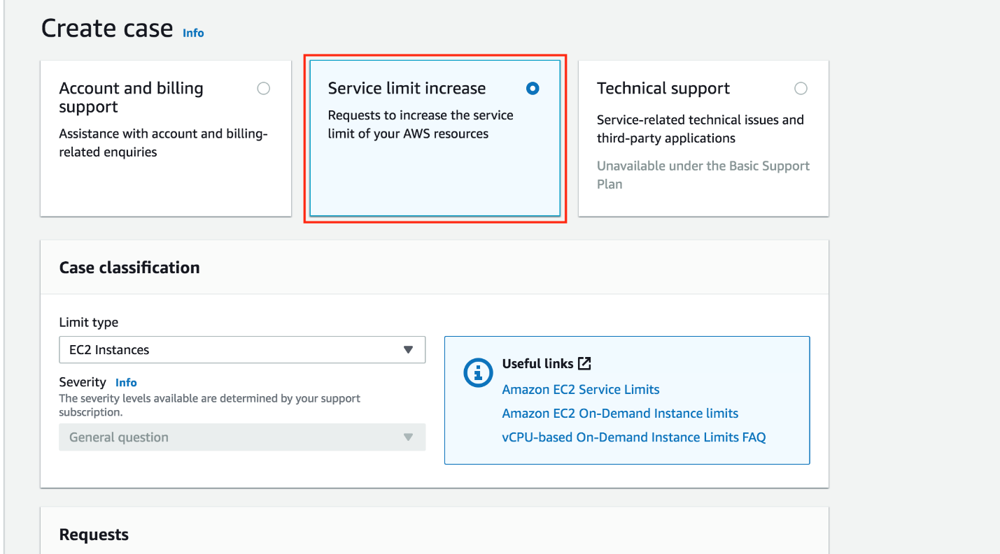 Create case Info
Account and billing
support
Assistance with account and billing-
related enquiries
Service limit increase
Requests to increase the service
limit of your AWS resources
Technical support
Service-related technical issues and
third-party applications
Unavailable under the Basic Support
Plan
Case classification
Limit type
EC2 Instances
Severity Info
The severity levels available are determined by your support
subscription.
General question
Useful links
Amazon EC2 Service Limits
Amazon EC2 On-Demand Instance limits
vCPU-based On-Demand Instance Limits FAQ
Requests